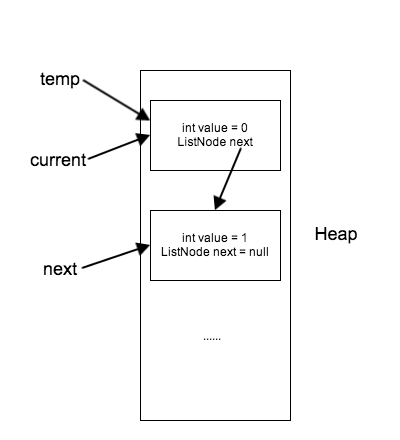 temp
int value = 0
ListNode next
current
int value = 1
ListNode next = null
Heap
next
......